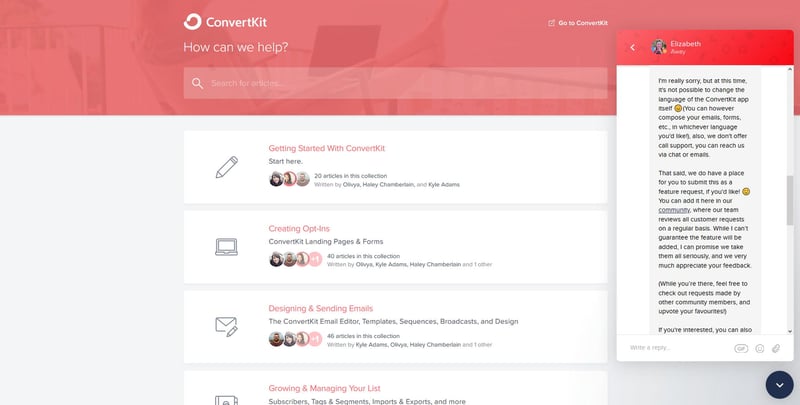 ConvertKit
Go to ConvertKit
How can we help?
Search for articles...
Getting Started With ConvertKit
Start here.
20 articles in this collection
Written by Olivya, Haley Chamberlain, and Kyle Adams
Creating Opt-Ins
ConvertKit Landing Pages & Forms
+1
40 articles in this collection
Written by Olivya, Kyle Adams, Haley Chamberlain and 1 other
Designing & Sending Emails
The ConvertKit Email Editor, Templates, Sequences, Broadcasts, and Design
+1
46 articles in this collection
Written by Kyle Adams, Olivya, Haley Chamberlain and 1 other
Growing & Managing Your List
Subscribers, Tags & Segments, Imports & Exports, and more
Elizabeth
Away
I'm really sorry, but at this time,
it's not possible to change the
language of the ConvertKit app
itself 😅(You can however
compose your emails, forms,
etc., in whichever language
you'd like!), also, we don't offer
call support, you can reach us
via chat or emails.
That said, we do have a place
for you to submit this as a
feature request, if you'd like! 😊
You can add it here in our
community, where our team
reviews all customer requests
on a regular basis. While I can't
guarantee the feature will be
added, I can promise we take
them all seriously, and we very
much appreciate your feedback.
(While you're there, feel free to
check out requests made by
other community members, and
upvote your favourites!)
If you're interested, you can also
Write a reply...
GIF